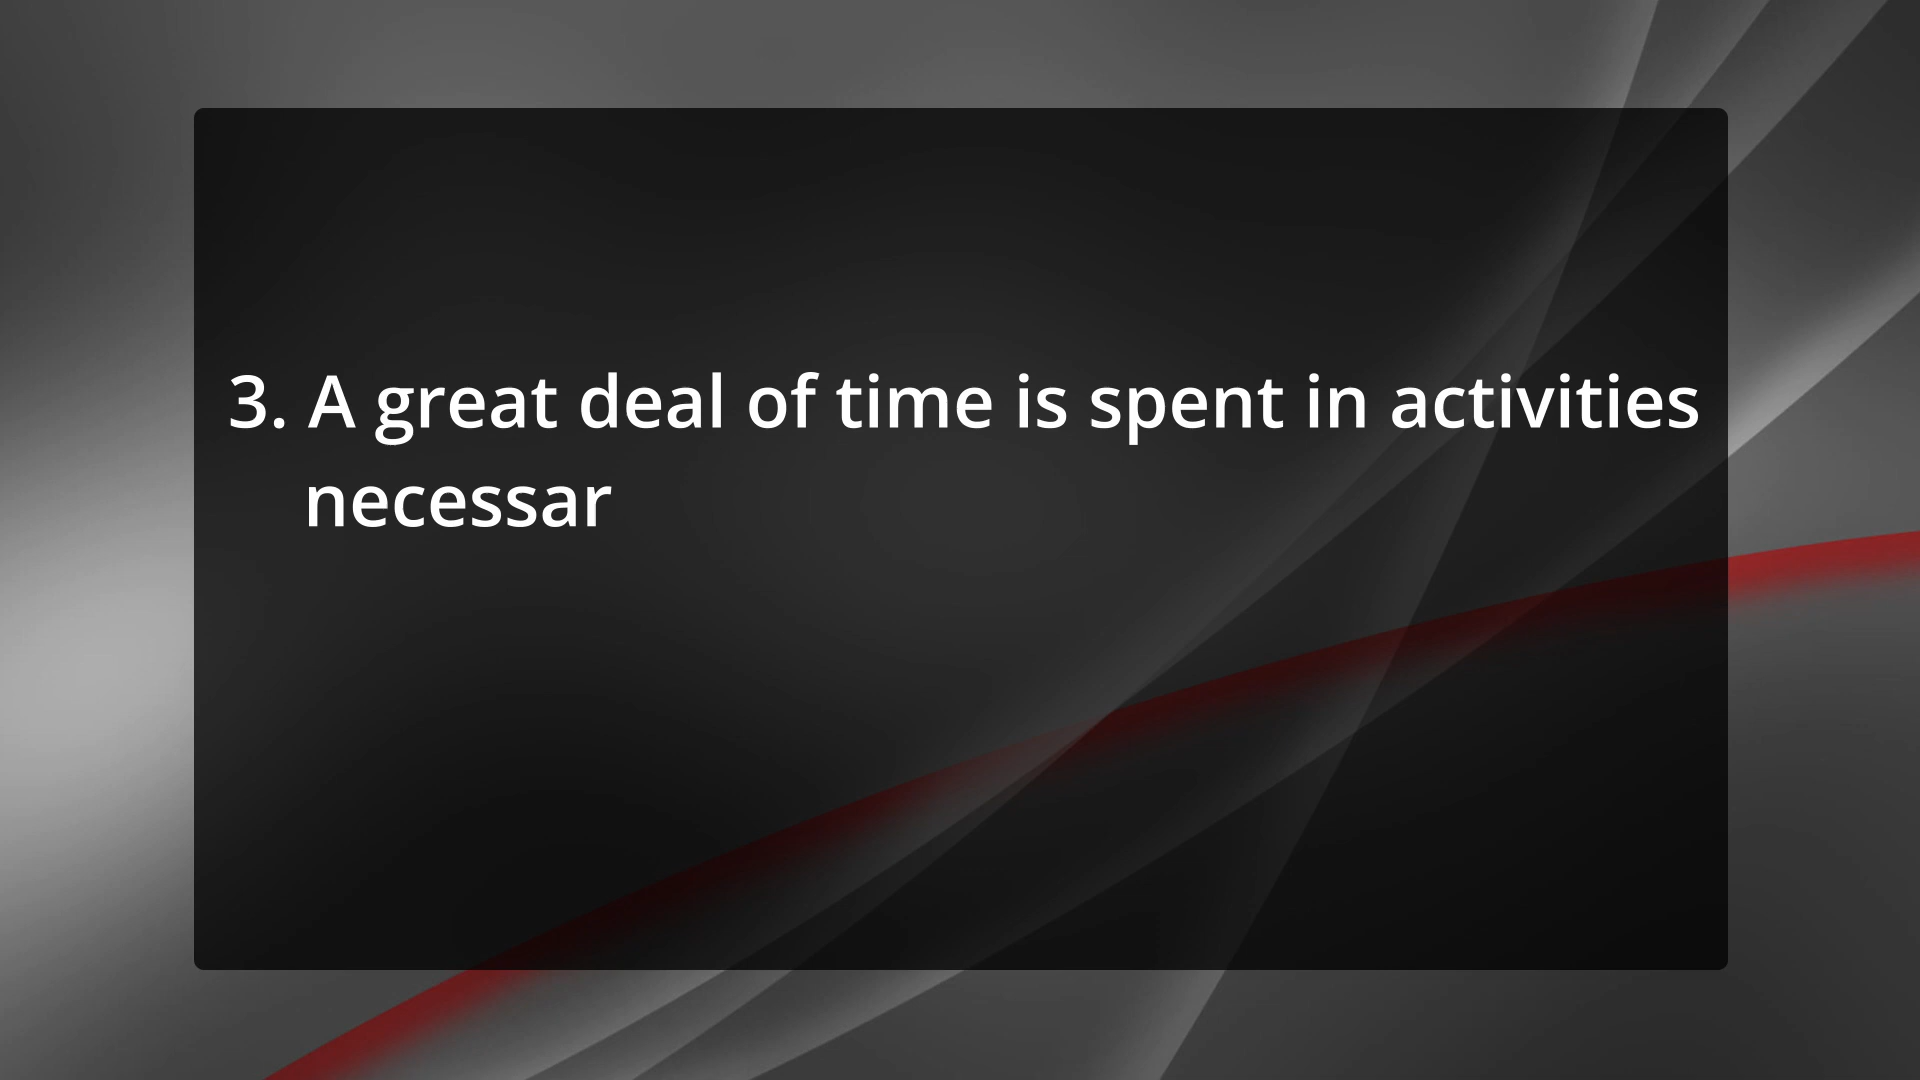 3. A great deal of time is spent in activities
necessar